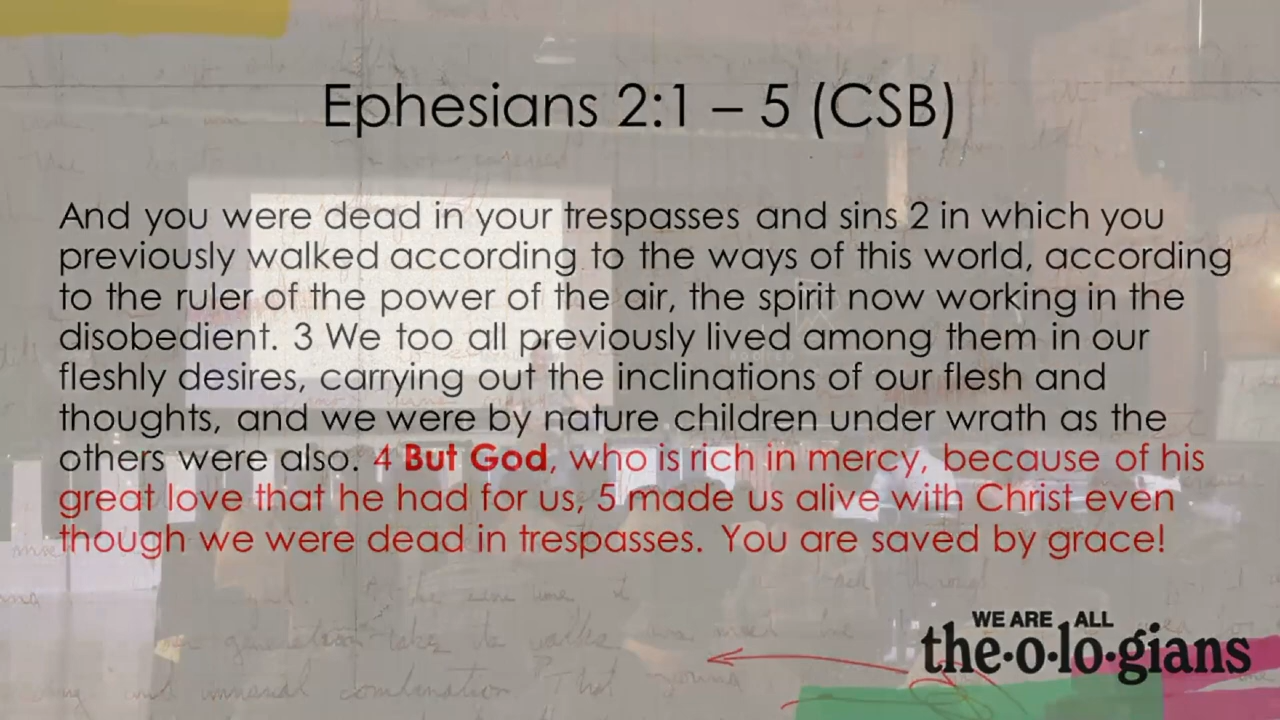 Ephesians 2:1 – 5 (CSB)
And you were dead in your trespasses and sins 2 in which you
previously walked according to the ways of this world, according
to the ruler of the power of the air, the spirit now working in the
disobedient. 3 We too all previously lived among them in our
fleshly desires, carrying out the inclinations of our flesh and
thoughts, and we were by nature children under wrath as the
others were also. 4 But God, who is rich in mercy, because of his
great love that he had for us, 5 made us alive with Christ even
though we were dead in trespasses. You are saved by grace!
WE ARE ALL
the·o·lo·gians